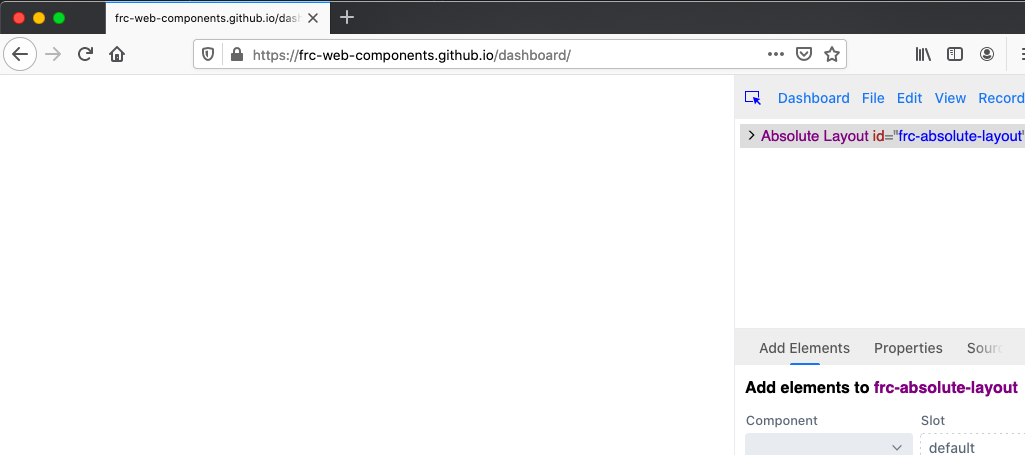 frc-web-components.github.io/dash
https://frc-web-components.github.io/dashboard/
Dashboard File Edit View Record
Absolute Layout id="frc-absolute-layout"
Add Elements Properties Sour
Add elements to frc-absolute-layout
Component Slot
default